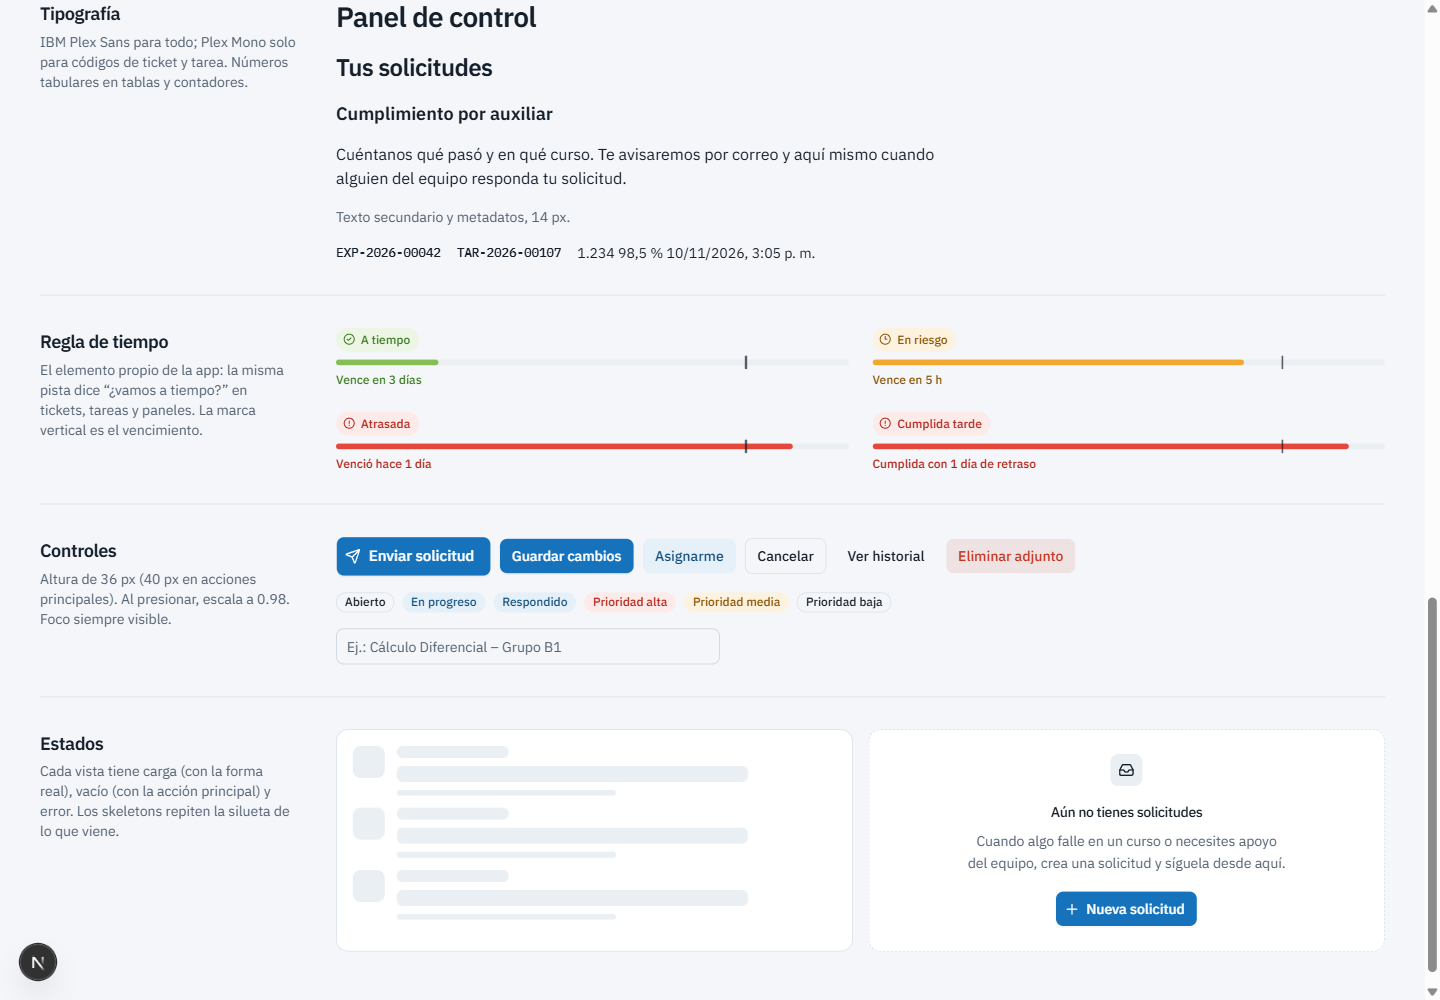 Tipografía
IBM Plex Sans para todo; Plex Mono solo
para códigos de ticket y tarea. Números
tabulares en tablas y contadores.
Panel de control
Tus solicitudes
Cumplimiento por auxiliar
Cuéntanos qué pasó y en qué curso. Te avisaremos por correo y aquí mismo cuando
alguien del equipo responda tu solicitud.
Texto secundario y metadatos, 14 px.
EXP-2026-00042 TAR-2026-00107 1.234 98,5 % 10/11/2026, 3:05 p. m.
Regla de tiempo
El elemento propio de la app: la misma
pista dice “¿vamos a tiempo?” en
tickets, tareas y paneles. La marca
vertical es el vencimiento.
A tiempo
Vence en 3 días
En riesgo
Vence en 5 h
Atrasada
Venció hace 1 día
Cumplida tarde
Cumplida con 1 día de retraso
Controles
Altura de 36 px (40 px en acciones
principales). Al presionar, escala a 0.98.
Foco siempre visible.
Enviar solicitud Guardar cambios Asignarme Cancelar Ver historial Eliminar adjunto
Abierto En progreso Respondido Prioridad alta Prioridad media Prioridad baja
Ej.: Cálculo Diferencial – Grupo B1
Estados
Cada vista tiene carga (con la forma
real), vacío (con la acción principal) y
error. Los skeletons repiten la silueta de
lo que viene.
Aún no tienes solicitudes
Cuando algo falle en un curso o necesites apoyo
del equipo, crea una solicitud y síguela desde aquí.
+ Nueva solicitud
N